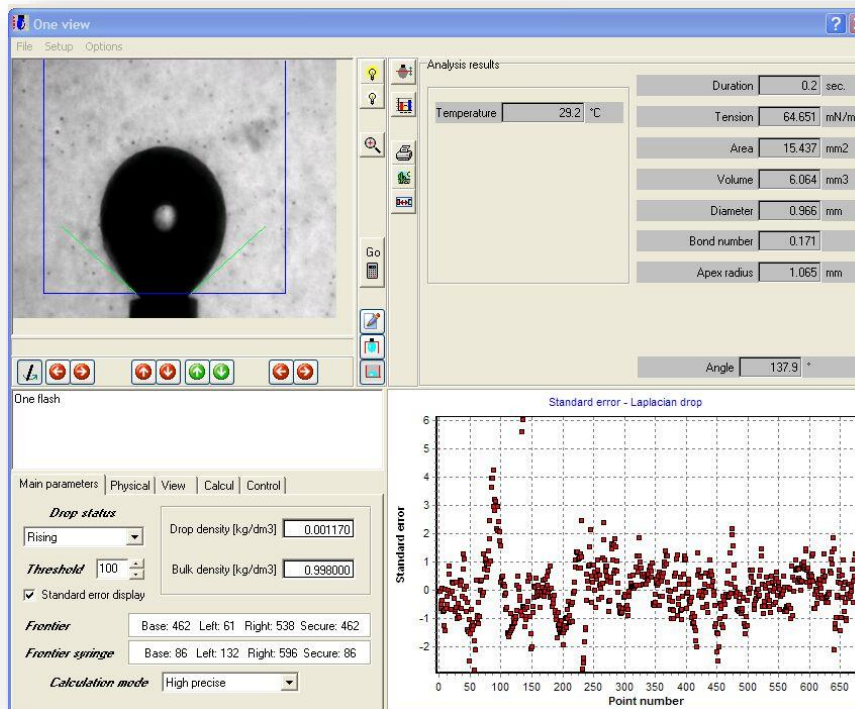 One view
File Setup Options
Analysis results
Temperature 29.2 °C
Duration 0.2 sec.
Tension 64.651 mN/m
Area 15.437 mm2
Volume 6.064 mm3
Diameter 0.966 mm
Bond number 0.171
Apex radius 1.065 mm
Angle 137.9 °
Go
One flash
Main parameters Physical View Calcul Control
Drop status
Rising
Threshold 100
Standard error display
Drop density [kg/dm3] 0.001170
Bulk density [kg/dm3] 0.998000
Frontier Base: 462 Left: 61 Right: 538 Secure: 462
Frontier syringe Base: 86 Left: 132 Right: 596 Secure: 86
Calculation mode High precise
Standard error - Laplacian drop
Standard error
6
5
4
3
2
1
0
-1
-2
0 50 100 150 200 250 300 350 400 450 500 550 600 650
Point number